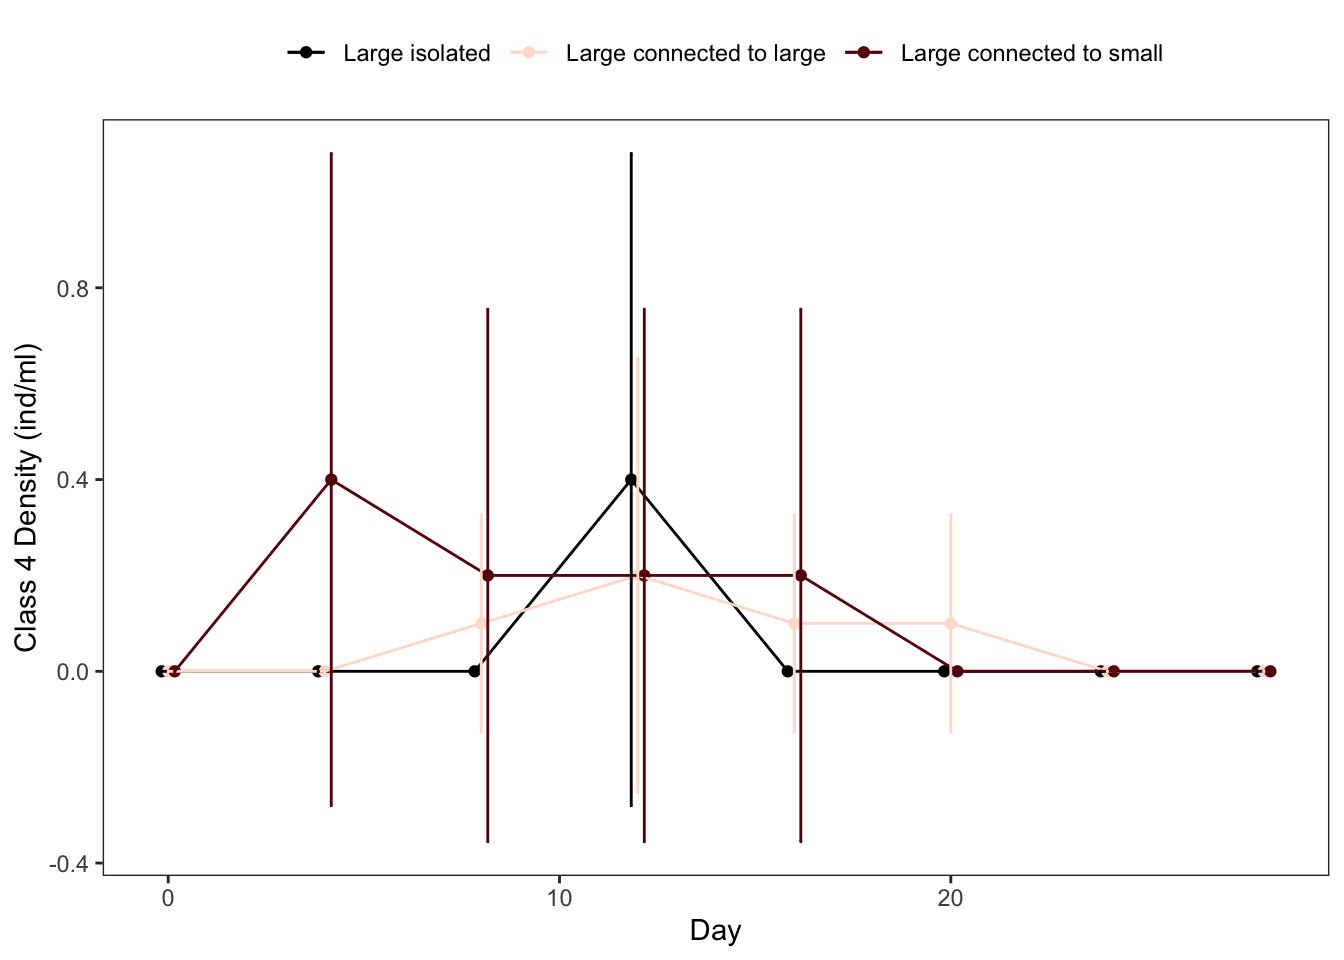 Large isolated Large connected to large Large connected to small
0.8
0.4
0.0
-0.4
Class 4 Density (ind/ml)
0 10 20
Day